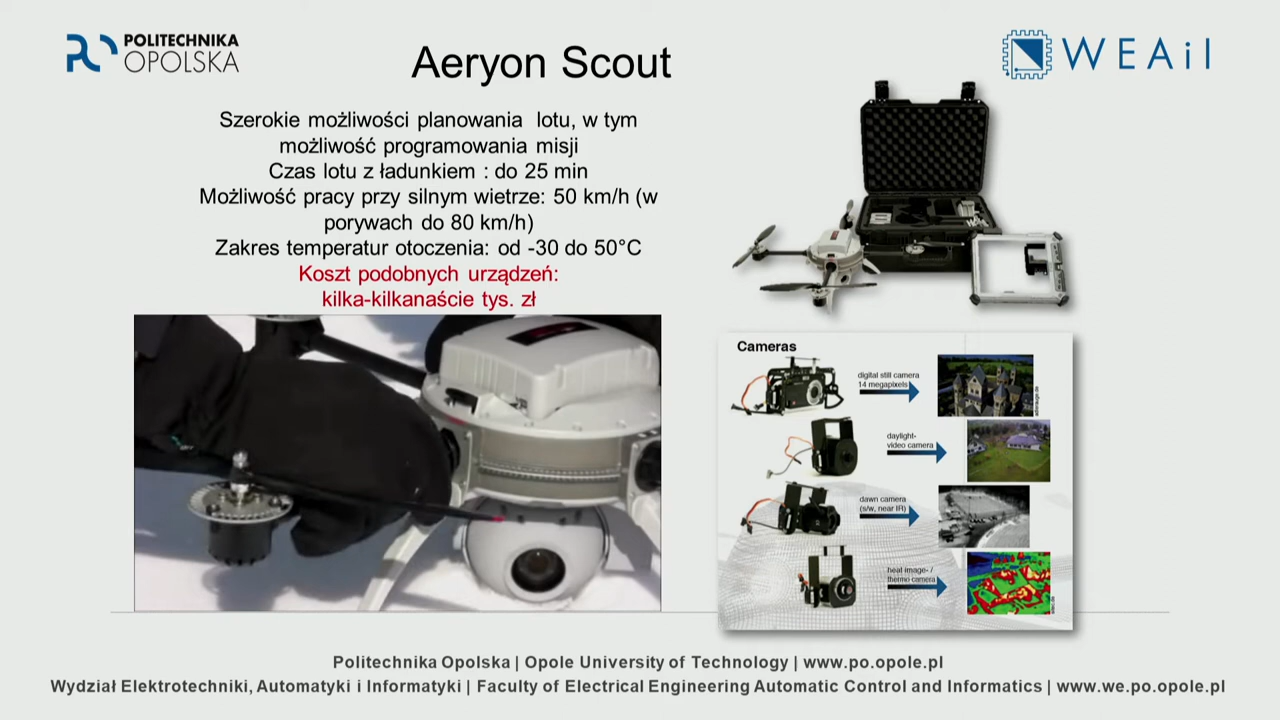 POLITECHNIKA
OPOLSKA
Aeryon Scout
WEAiI
Szerokie możliwości planowania lotu, w tym
możliwość programowania misji
Czas lotu z ładunkiem : do 25 min
Możliwość pracy przy silnym wietrze: 50 km/h (w
porywach do 80 km/h)
Zakres temperatur otoczenia: od -30 do 50°C
Koszt podobnych urządzeń:
kilka-kilkanaście tys. zł
Cameras
digital still camera
14 megapixels
daylight-
video camera
dawn camera
(s/w, near IR)
heat image- /
thermo camera
Politechnika Opolska | Opole University of Technology | www.po.opole.pl
Wydział Elektrotechniki, Automatyki i Informatyki | Faculty of Electrical Engineering Automatic Control and Informatics | www.we.po.opole.pl